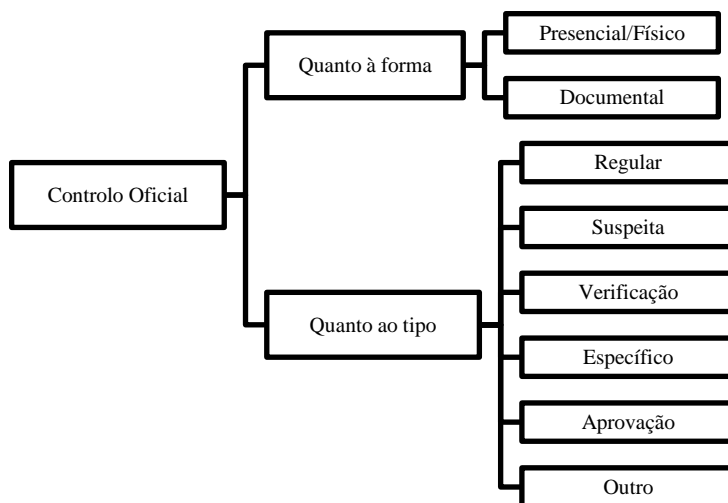 Controlo Oficial
Quanto à forma
Presencial/Físico
Documental
Quanto ao tipo
Regular
Suspeita
Verificação
Específico
Aprovação
Outro